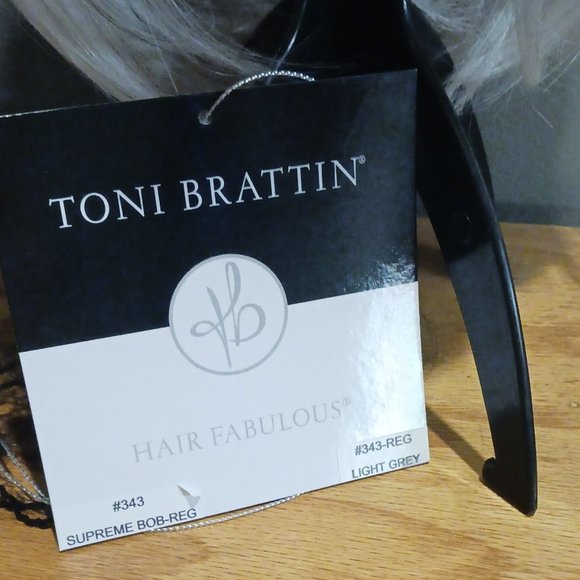 TONI BRATTIN®
tb
HAIR FABULOUS®
#343
SUPREME BOB-REG
#343-REG
LIGHT GREY